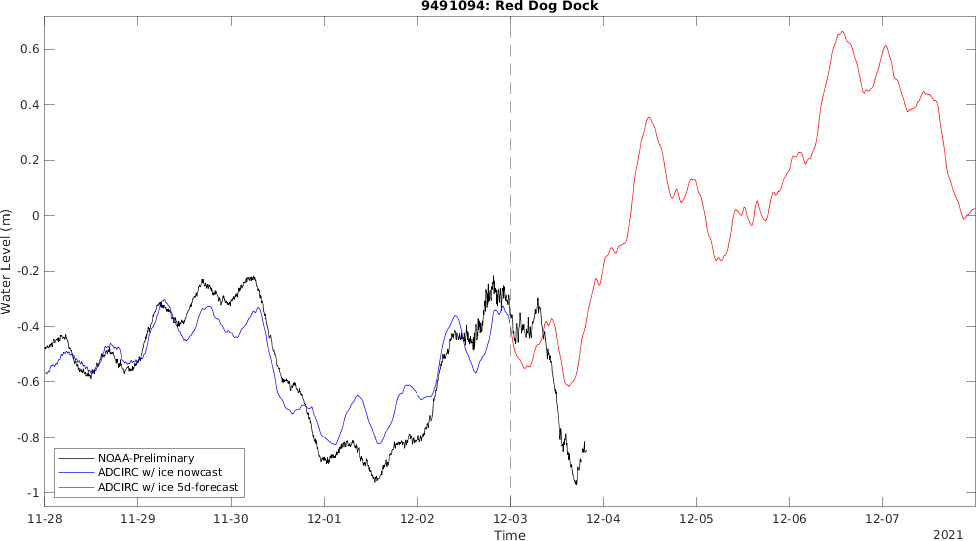 9491094: Red Dog Dock
0.6
0.4
0.2
0
-0.2
-0.4
-0.6
-0.8
-1
Water Level (m)
NOAA-Preliminary
ADCIRC w/ ice nowcast
ADCIRC w/ ice 5d-forecast
11-28 11-29 11-30 12-01 12-02 12-03 12-04 12-05 12-06 12-07
Time
2021